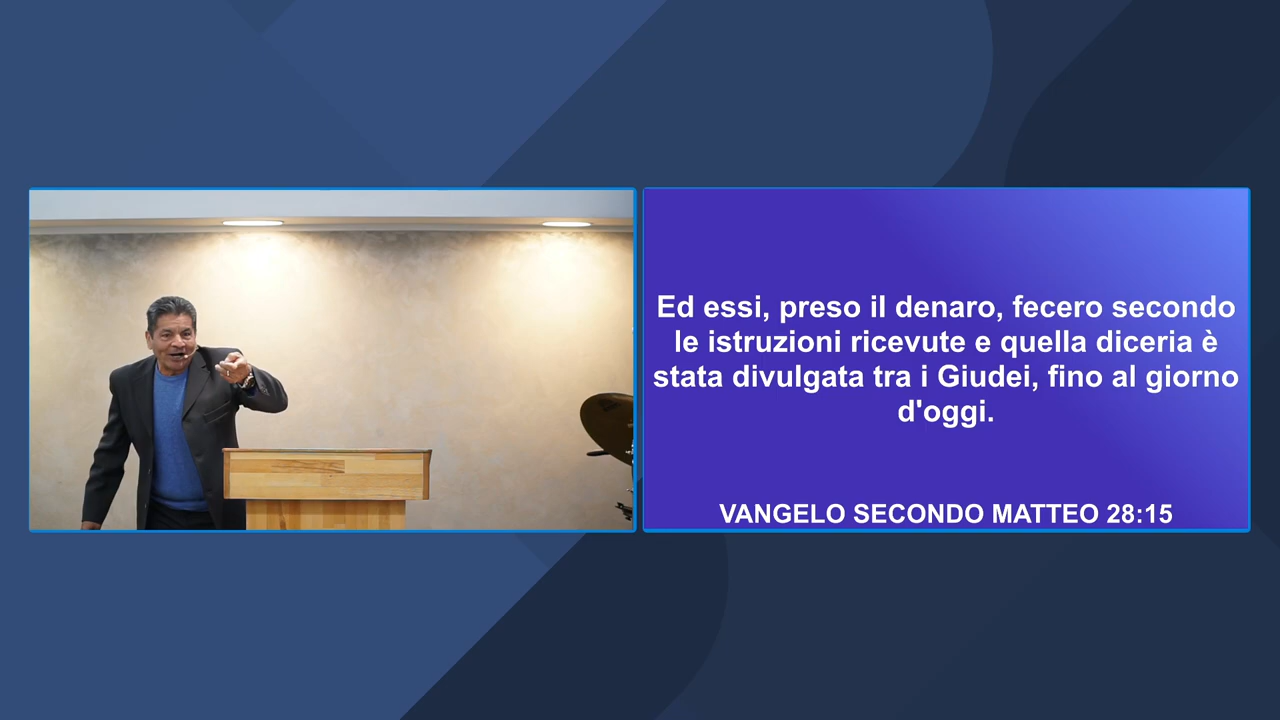 Ed essi, preso il denaro, fecero secondo
le istruzioni ricevute e quella diceria è
stata divulgata tra i Giudei, fino al giorno
d'oggi.
VANGELO SECONDO MATTEO 28:15